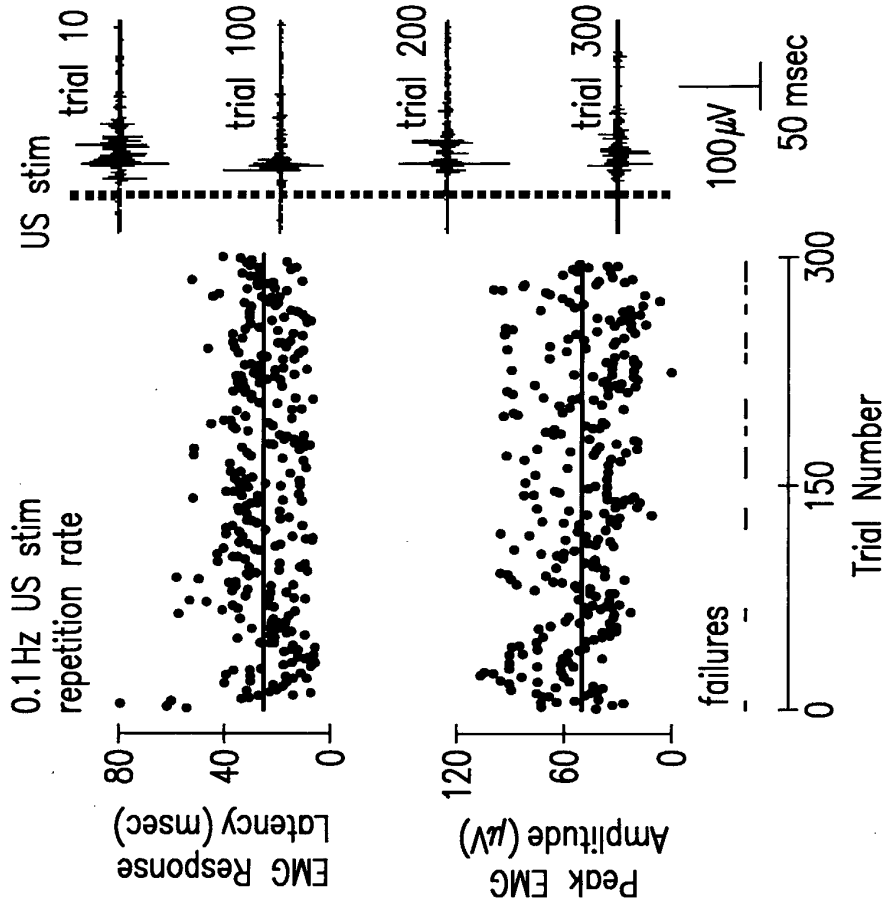 0.1 Hz US stim
repetition rate
US stim
80
40
0
EMG Response
Latency (msec)
trial 10
trial 100
120
60
0
Peak EMG
Amplitude (µV)
trial 200
trial 300
failures
0
150
300
Trial Number
100µV
50 msec